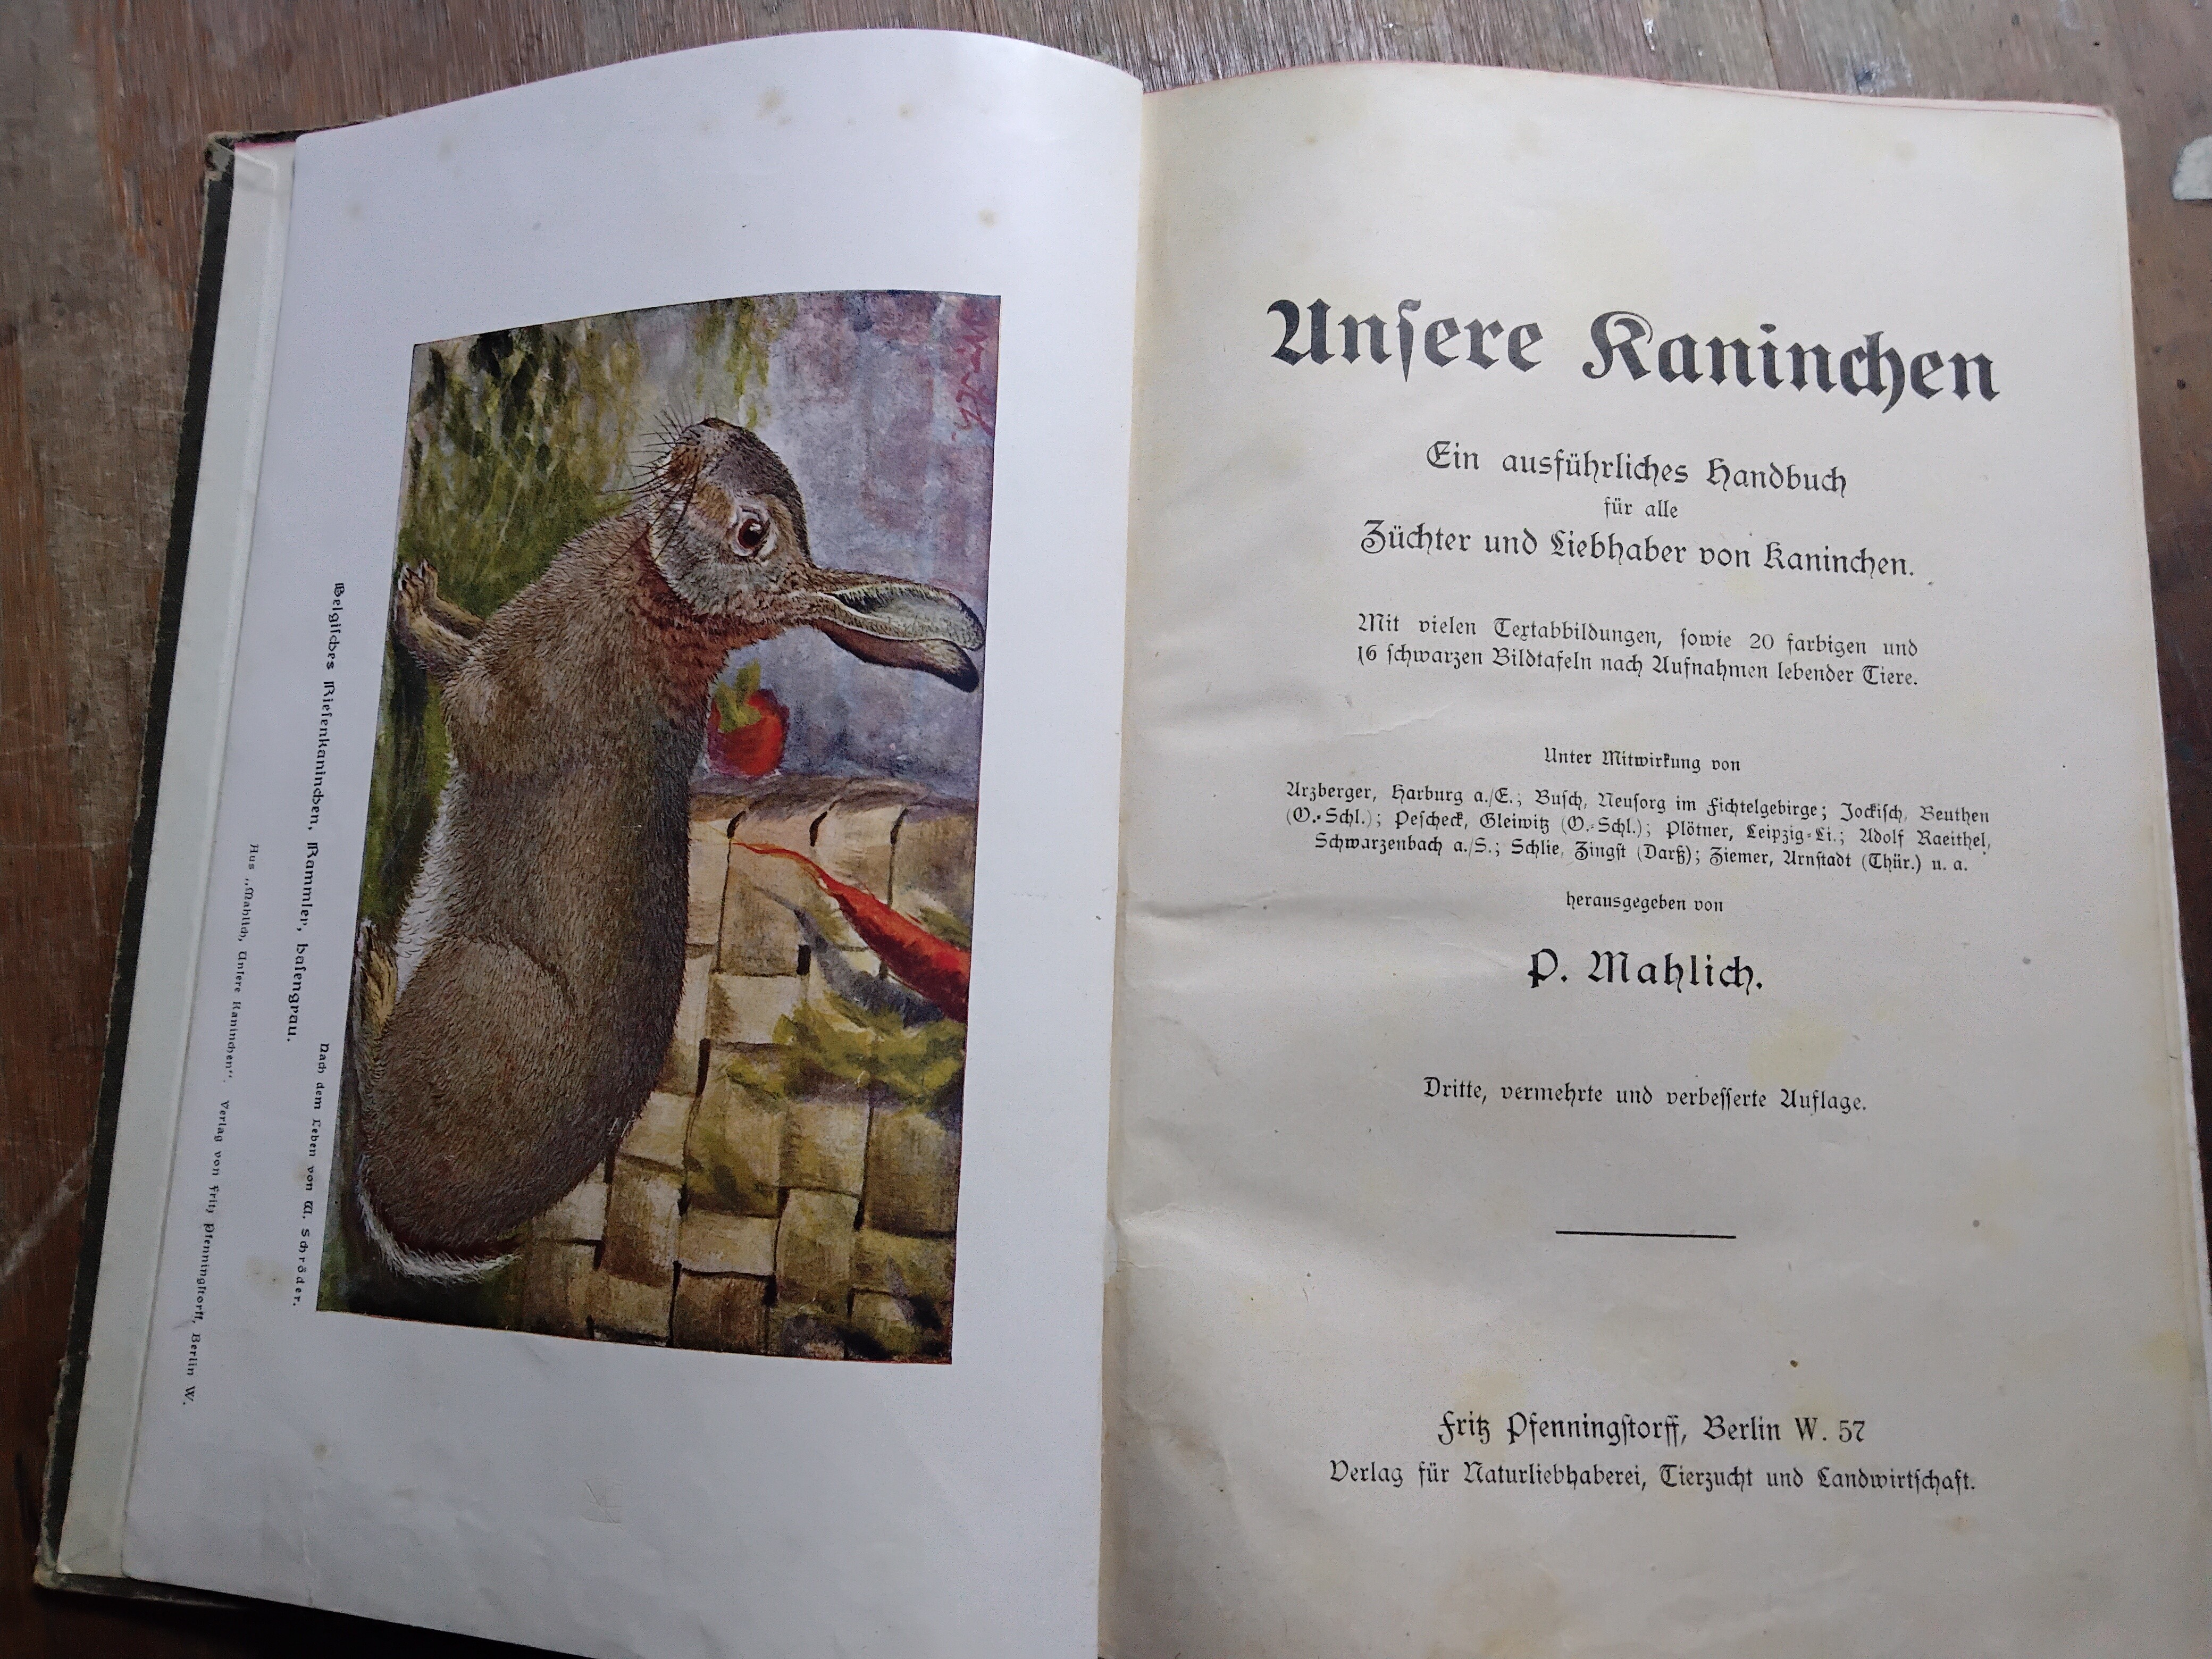 Belgisches Riesenkaninchen, Rammler, hasengrau.
Nach dem Leben von W. Schröder.
Aus „Mahlich, Unsere Kaninchen“. Verlag von Fritz Pfenningstorff, Berlin W.
Unſere Kaninchen
Ein ausführliches Handbuch
für alle
Züchter und Liebhaber von Kaninchen.
Mit vielen Textabbildungen, ſowie 20 farbigen und
16 ſchwarzen Bildtafeln nach Aufnahmen lebender Tiere.
Unter Mitwirkung von
Arzberger, Harburg a./E.; Buſch, Neuſorg im Fichtelgebirge; Jockiſch, Beuthen
(O.-Schl.); Peſcheck, Gleiwitz (O.-Schl.); Plötner, Leipzig-Li.; Adolf Raeithel,
Schwarzenbach a./S.; Schlie, Zingſt (Darß); Ziemer, Arnſtadt (Thür.) u. a.
herausgegeben von
P. Mahlich.
Dritte, vermehrte und verbeſſerte Auflage.
Fritz Pfenningſtorff, Berlin W. 57
Verlag für Naturliebhaberei, Tierzucht und Landwirtſchaft.